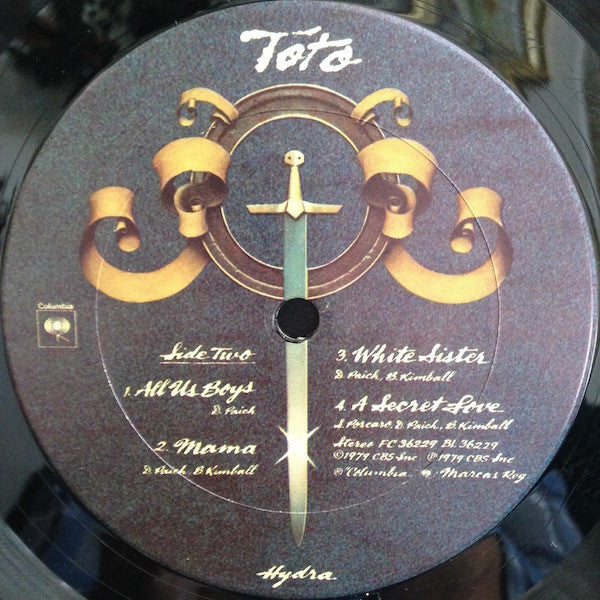 Toto
Columbia
Side Two
1. All Us Boys
D. Paich
2. Mama
D. Paich, B. Kimball
3. White Sister
D. Paich, B. Kimball
4. A Secret Love
J. Porcaro, D. Paich, B. Kimball
Stereo FC 36229 BL 36229
©1979 CBS Inc ℗1979 CBS Inc
® "Columbia," Marcas Reg.
Hydra